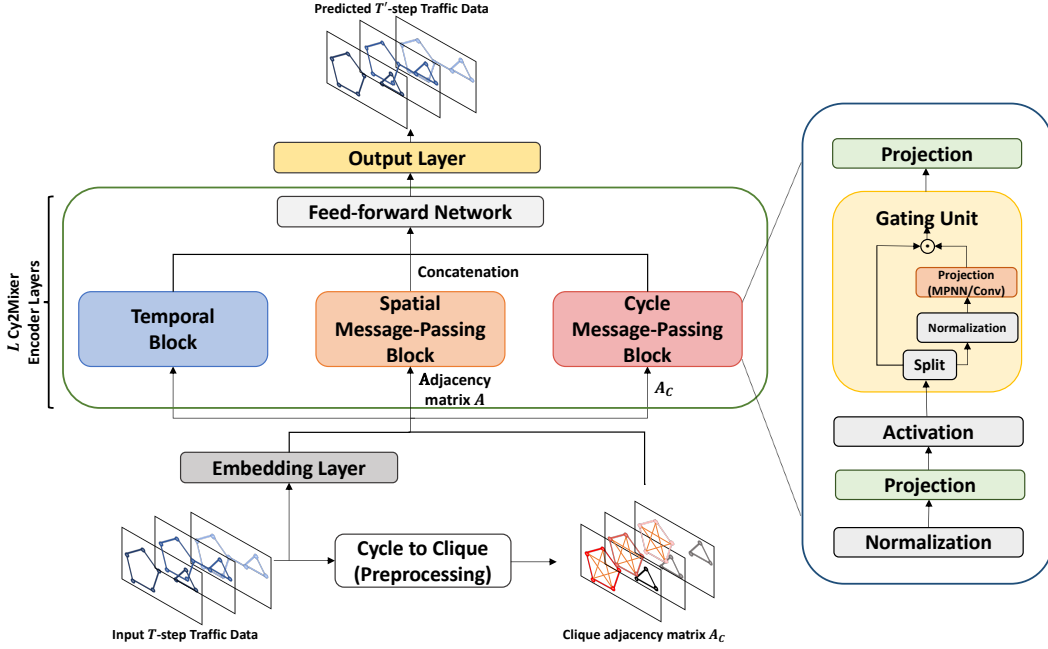 Predicted T′-step Traffic Data
Output Layer
Feed-forward Network
Concatenation
L Cy2Mixer
Encoder Layers
Temporal
Block
Spatial
Message-Passing
Block
Cycle
Message-Passing
Block
Adjacency
matrix A
A_C
Embedding Layer
Cycle to Clique
(Preprocessing)
Input T-step Traffic Data
Clique adjacency matrix A_C
Projection
Gating Unit
Projection
(MPNN/Conv)
Normalization
Split
Activation
Projection
Normalization